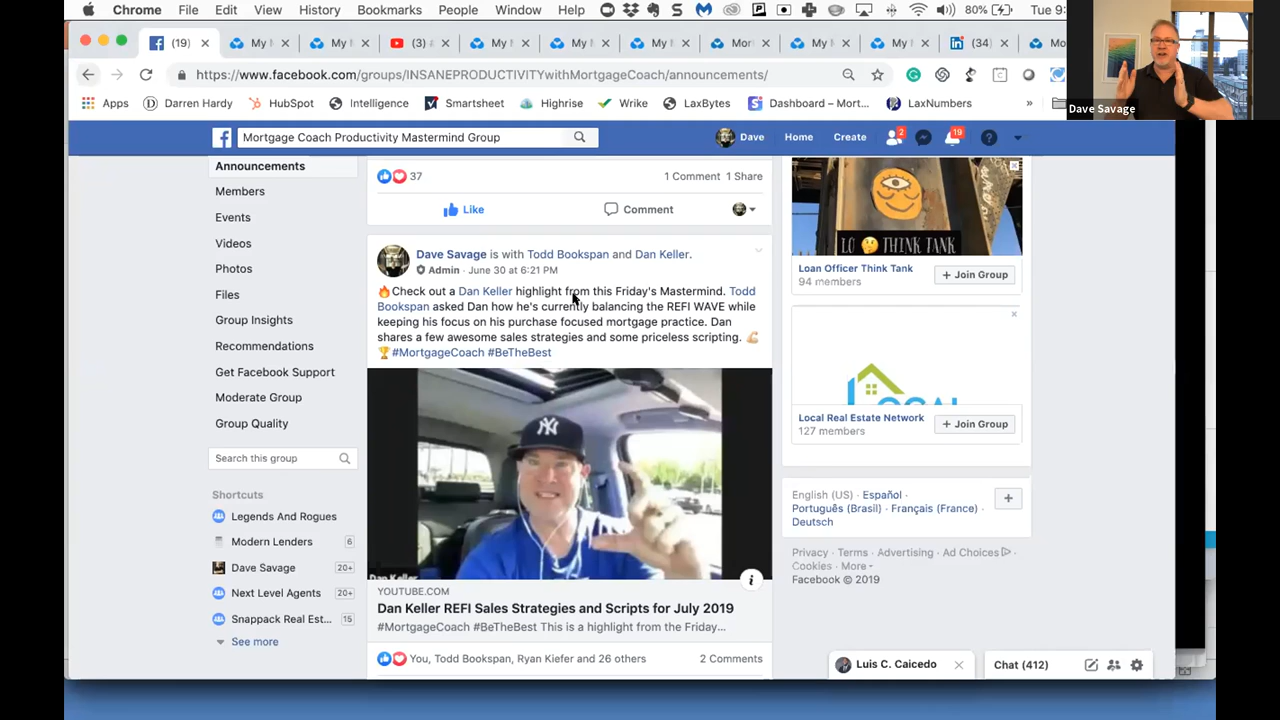 Chrome File Edit View History Bookmarks People Window Help 80% Tue 9:
(19) × My M × My M × (3) × My M × My M × My M × Mor × My M × My M × (34) × Mo
https://www.facebook.com/groups/INSANEPRODUCTIVITYwithMortgageCoach/announcements/
Dave Savage
Apps Darren Hardy HubSpot Intelligence Smartsheet Highrise Wrike LaxBytes Dashboard – Mort... LaxNumbers »
Mortgage Coach Productivity Mastermind Group
Dave Home Create 2 19
Announcements
Members
Events
Videos
Photos
Files
Group Insights
Recommendations
Get Facebook Support
Moderate Group
Group Quality
Search this group
Shortcuts
Legends And Rogues
Modern Lenders 6
Dave Savage 20+
Next Level Agents 20+
Snappack Real Est... 15
See more
37 1 Comment 1 Share
Like Comment
Dave Savage is with Todd Bookspan and Dan Keller.
Admin · June 30 at 6:21 PM
🔥Check out a Dan Keller highlight from this Friday's Mastermind. Todd
Bookspan asked Dan how he's currently balancing the REFI WAVE while
keeping his focus on his purchase focused mortgage practice. Dan
shares a few awesome sales strategies and some priceless scripting. 💪
🏆#MortgageCoach #BeTheBest
Dan Keller
YOUTUBE.COM
Dan Keller REFI Sales Strategies and Scripts for July 2019
#MortgageCoach #BeTheBest This is a highlight from the Friday...
You, Todd Bookspan, Ryan Kiefer and 26 others 2 Comments
LO 🤔 THINK TANK
Loan Officer Think Tank
94 members
+ Join Group
LOCAL
Local Real Estate Network
127 members
+ Join Group
English (US) · Español ·
Português (Brasil) · Français (France) ·
Deutsch
Privacy · Terms · Advertising · Ad Choices ·
Cookies · More
Facebook © 2019
Luis C. Caicedo
Chat (412)